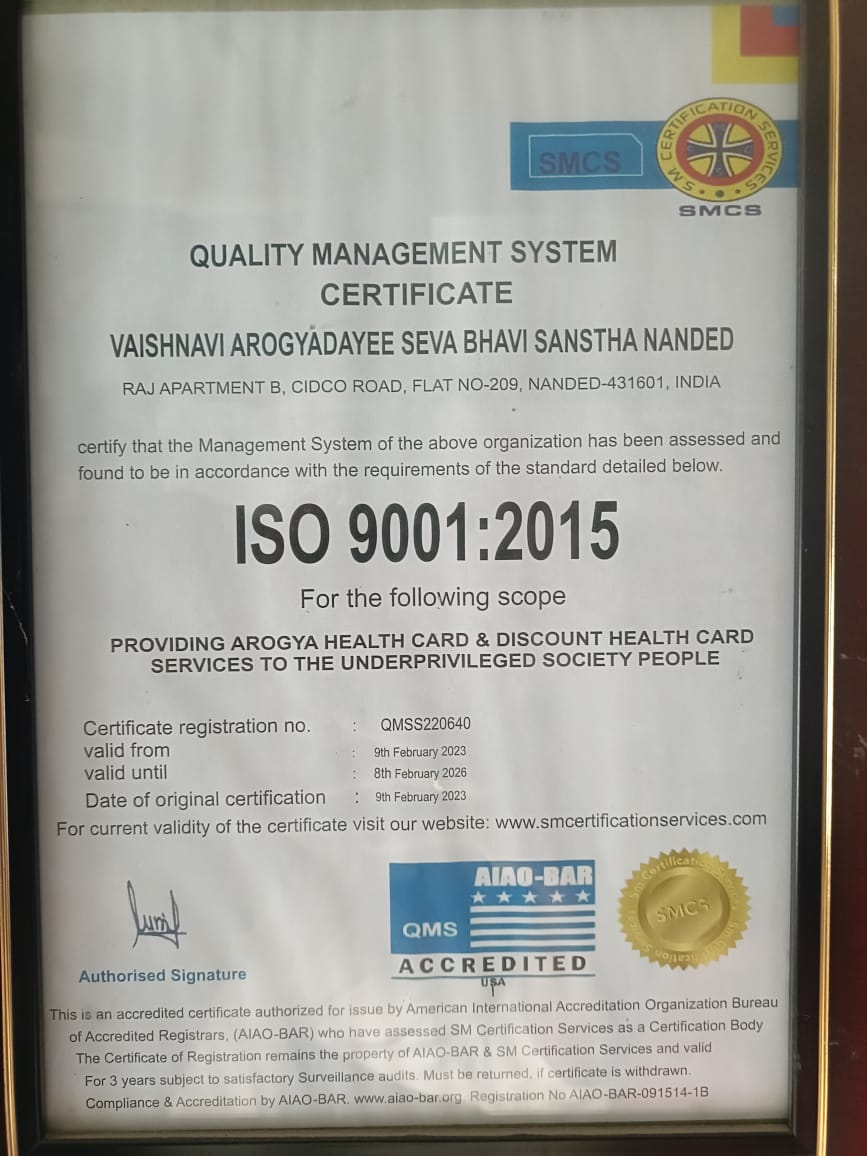 SMCS
SM CERTIFICATION SERVICES
SMCS
QUALITY MANAGEMENT SYSTEM
CERTIFICATE
VAISHNAVI AROGYADAYEE SEVA BHAVI SANSTHA NANDED
RAJ APARTMENT B, CIDCO ROAD, FLAT NO-209, NANDED-431601, INDIA
certify that the Management System of the above organization has been assessed and
found to be in accordance with the requirements of the standard detailed below.
ISO 9001:2015
For the following scope
PROVIDING AROGYA HEALTH CARD & DISCOUNT HEALTH CARD
SERVICES TO THE UNDERPRIVILEGED SOCIETY PEOPLE
Certificate registration no. : QMSS220640
valid from : 9th February 2023
valid until : 8th February 2026
Date of original certification : 9th February 2023
For current validity of the certificate visit our website: www.smcertificationservices.com
AIAO-BAR
QMS
ACCREDITED
USA
SMCS
Authorised Signature
This is an accredited certificate authorized for issue by American International Accreditation Organization Bureau
of Accredited Registrars, (AIAO-BAR) who have assessed SM Certification Services as a Certification Body
The Certificate of Registration remains the property of AIAO-BAR & SM Certification Services and valid
For 3 years subject to satisfactory Surveillance audits. Must be returned, if certificate is withdrawn.
Compliance & Accreditation by AIAO-BAR. www.aiao-bar.org. Registration No AIAO-BAR-091514-1B